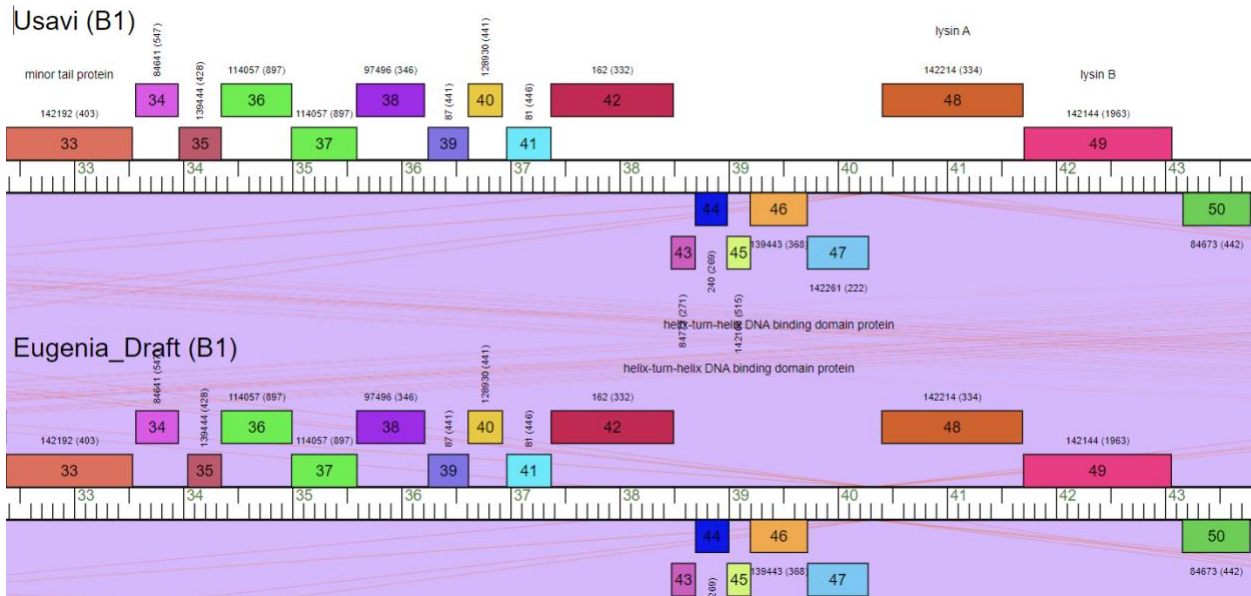 Usavi (B1)
lysin A
minor tail protein
84641 (547)
139444 (428)
114057 (897)
97496 (346)
128930 (441)
162 (332)
142214 (334)
lysin B
142192 (403)
114057 (897)
87 (441)
81 (446)
142144 (1963)
34 36 38 40 42 48
33 35 37 39 41 49
33 34 35 36 37 38 39 40 41 42 43
44 46 50
43 45 47
240 (269)
139443 (368)
84673 (442)
142261 (222)
helix-turn-helix DNA binding domain protein
Eugenia_Draft (B1)
helix-turn-helix DNA binding domain protein
84641 (547)
139444 (428)
114057 (897)
97496 (346)
128930 (441)
162 (332)
142214 (334)
142192 (403)
114057 (897)
87 (441)
81 (446)
142144 (1963)
34 36 38 40 42 48
33 35 37 39 41 49
33 34 35 36 37 38 39 40 41 42 43
44 46 50
43 45 47
139443 (368)
84673 (442)